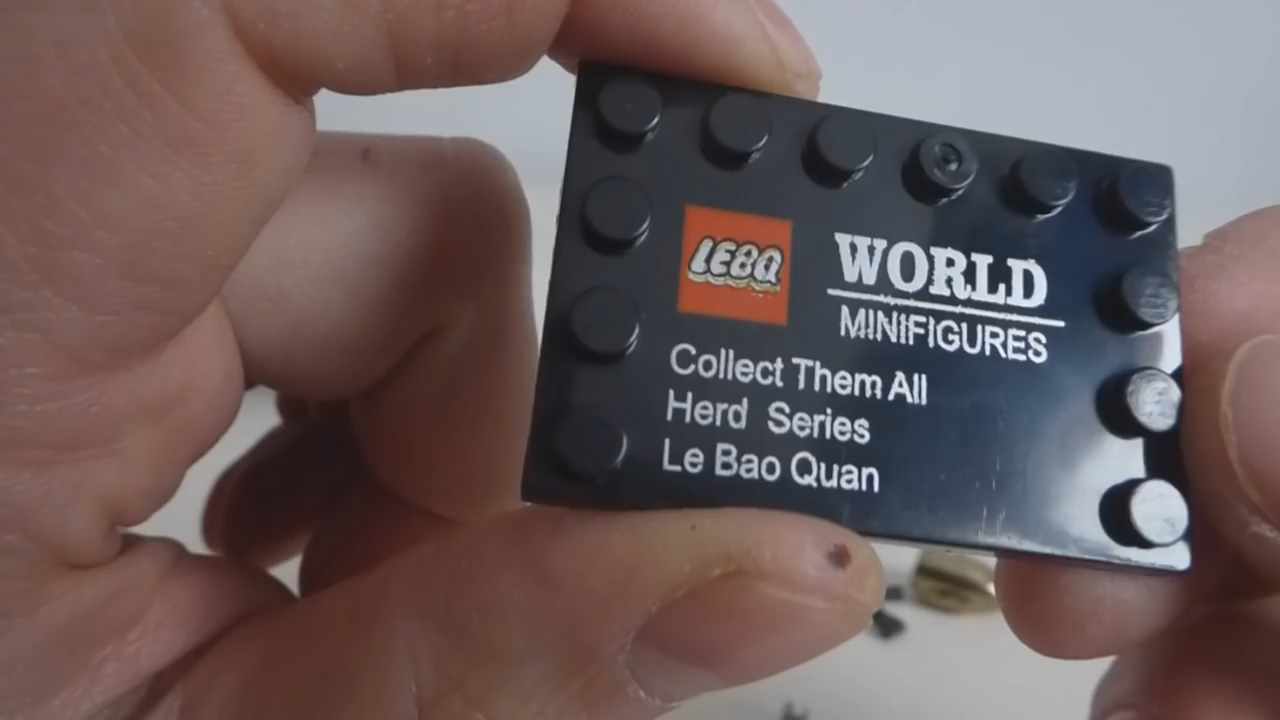 LEBQ
WORLD
MINIFIGURES
Collect Them All
Herd Series
Le Bao Quan